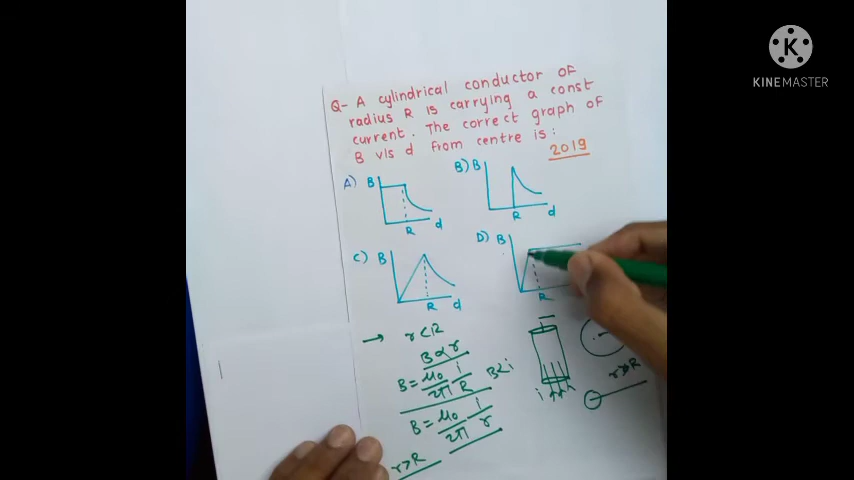 Q- A cylindrical conductor of
radius R is carrying a const
current. The correct graph of
B v/s d from centre is :
2019
A) B
R d
B) B
R d
C) B
R d
D) B
R
→ r<R
B ∝ r
B = μ₀/2π i/R B∝i
B = μ₀/2π i/r
r>R
i
r>R
K
KINEMASTER